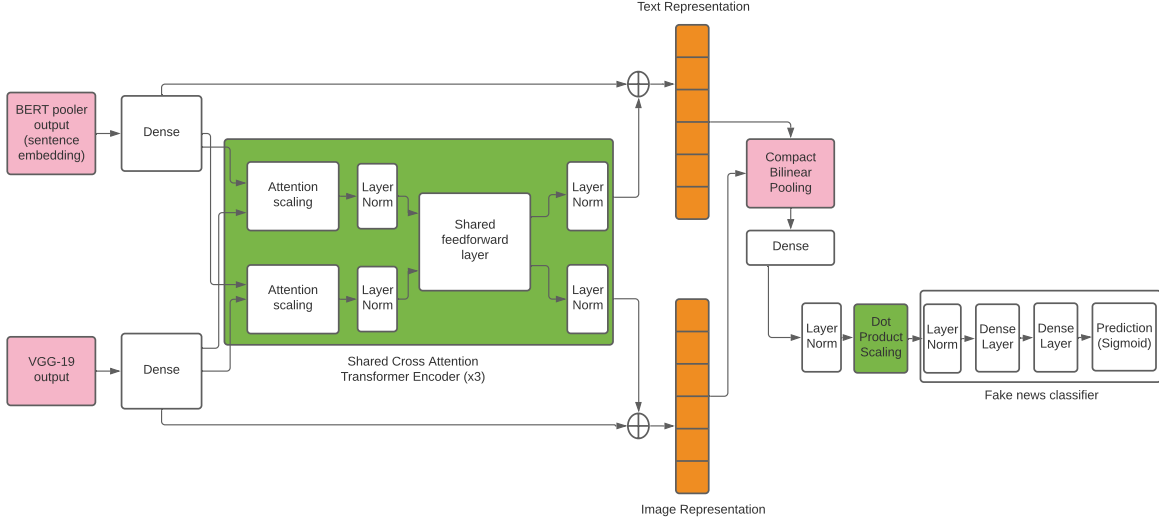 Text Representation
BERT pooler
output
(sentence
embedding)
Dense
Attention
scaling
Layer
Norm
Shared
feedforward
layer
Layer
Norm
Attention
scaling
Layer
Norm
Layer
Norm
Shared Cross Attention
Transformer Encoder (x3)
VGG-19
output
Dense
Image Representation
Compact
Bilinear
Pooling
Dense
Layer
Norm
Dot
Product
Scaling
Layer
Norm
Dense
Layer
Dense
Layer
Prediction
(Sigmoid)
Fake news classifier